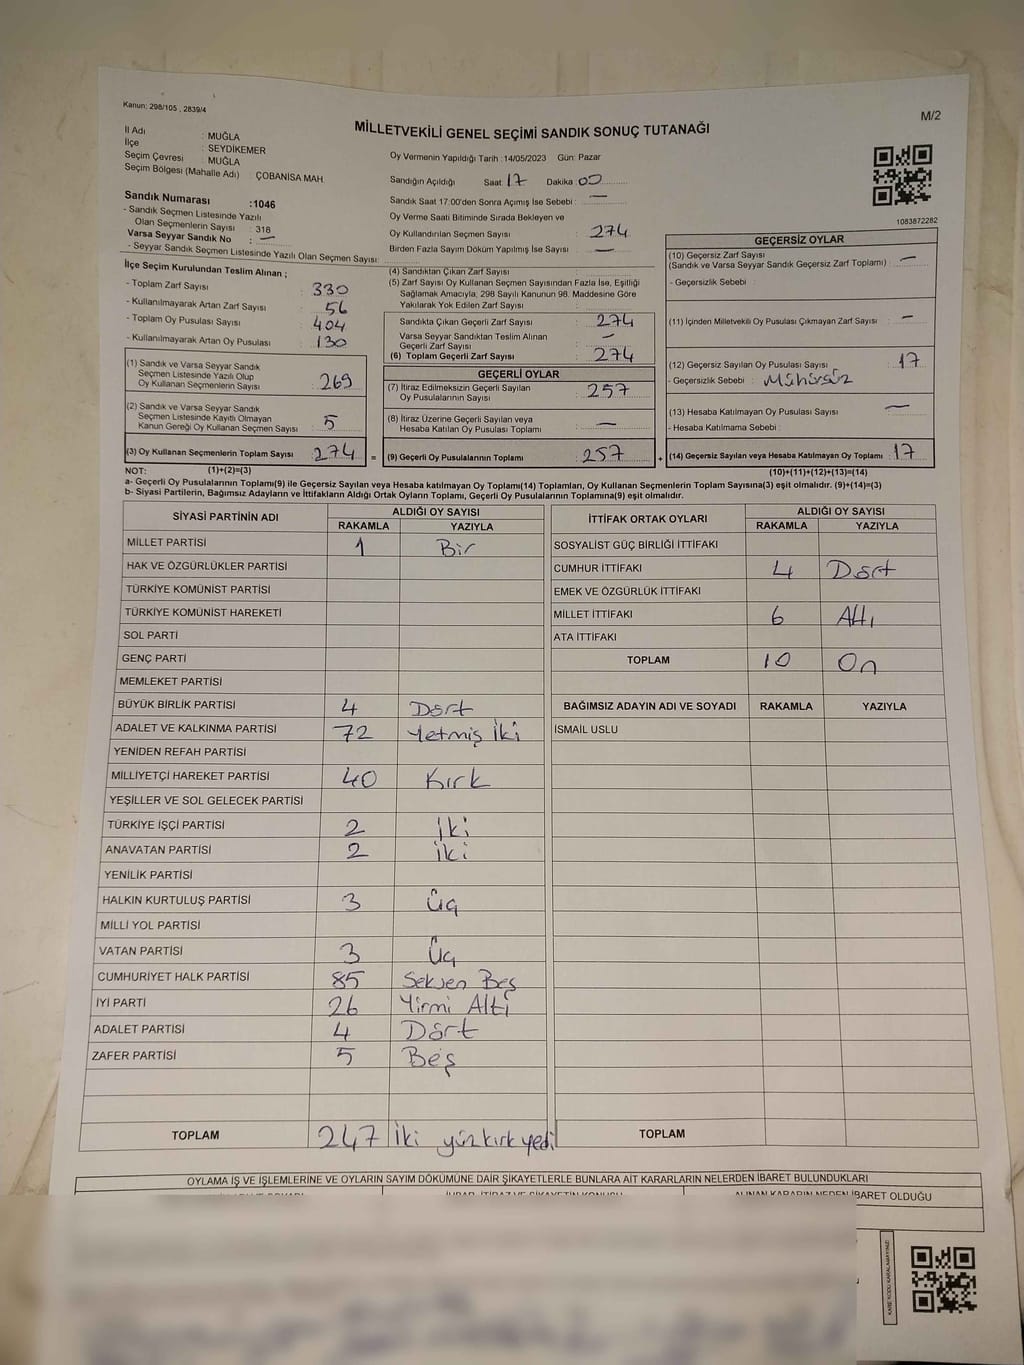 Kanun: 298/105 , 2839/4
M/2
MİLLETVEKİLİ GENEL SEÇİMİ SANDIK SONUÇ TUTANAĞI
İl Adı : MUĞLA
İlçe : SEYDİKEMER
Seçim Çevresi : MUĞLA
Seçim Bölgesi (Mahalle Adı) : ÇOBANİSA MAH.
Oy Vermenin Yapıldığı Tarih : 14/05/2023 Gün: Pazar
Sandığın Açıldığı Saat 17 Dakika 00
Sandık Saat 17:00'den Sonra Açımış İse Sebebi : —
Oy Verme Saati Bitiminde Sırada Bekleyen ve
Oy Kullandırılan Seçmen Sayısı : 274
Birden Fazla Sayım Döküm Yapılmış İse Sayısı : —
1083872282
Sandık Numarası :1046
- Sandık Seçmen Listesinde Yazılı
Olan Seçmenlerin Sayısı : 318
Varsa Seyyar Sandık No : —
- Seyyar Sandık Seçmen Listesinde Yazılı Olan Seçmen Sayısı:
İlçe Seçim Kurulundan Teslim Alınan ;
- Toplam Zarf Sayısı : 330
- Kullanılmayarak Artan Zarf Sayısı : 56
- Toplam Oy Pusulası Sayısı : 404
- Kullanılmayarak Artan Oy Pusulası : 130
(1) Sandık ve Varsa Seyyar Sandık
Seçmen Listesinde Yazılı Olup
Oy Kullanan Seçmenlerin Sayısı : 269
(2) Sandık ve Varsa Seyyar Sandık
Seçmen Listesinde Kayıtlı Olmayan
Kanun Gereği Oy Kullanan Seçmen Sayısı : 5
(3) Oy Kullanan Seçmenlerin Toplam Sayısı : 274 =
(4) Sandıktan Çıkan Zarf Sayısı :
(5) Zarf Sayısı Oy Kullanan Seçmen Sayısından Fazla İse, Eşitliği
Sağlamak Amacıyla, 298 Sayılı Kanunun 98. Maddesine Göre
Yakılarak Yok Edilen Zarf Sayısı :
Sandıkta Çıkan Geçerli Zarf Sayısı : 274
Varsa Seyyar Sandıktan Teslim Alınan
Geçerli Zarf Sayısı : —
(6) Toplam Geçerli Zarf Sayısı : 274
GEÇERLİ OYLAR
(7) İtiraz Edilmeksizin Geçerli Sayılan
Oy Pusulalarının Sayısı : 257
(8) İtiraz Üzerine Geçerli Sayılan veya
Hesaba Katılan Oy Pusulası Toplamı : —
(9) Geçerli Oy Pusulalarının Toplamı : 257 +
GEÇERSİZ OYLAR
(10) Geçersiz Zarf Sayısı
(Sandık ve Varsa Seyyar Sandık Geçersiz Zarf Toplamı) : —
- Geçersizlik Sebebi :
(11) İçinden Milletvekili Oy Pusulası Çıkmayan Zarf Sayısı : —
(12) Geçersiz Sayılan Oy Pusulası Sayısı : 17
- Geçersizlik Sebebi : Mühürsüz
(13) Hesaba Katılmayan Oy Pusulası Sayısı : —
- Hesaba Katılmama Sebebi :
(14) Geçersiz Sayılan veya Hesaba Katılmayan Oy Toplamı : 17
NOT: (1)+(2)=(3) (10)+(11)+(12)+(13)=(14)
a- Geçerli Oy Pusulalarının Toplamı(9) ile Geçersiz Sayılan veya Hesaba katılmayan Oy Toplamı(14) Toplamları, Oy Kullanan Seçmenlerin Toplam Sayısına(3) eşit olmalıdır. (9)+(14)=(3)
b- Siyasi Partilerin, Bağımsız Adayların ve İttifakların Aldığı Ortak Oyların Toplamı, Geçerli Oy Pusulalarının Toplamına(9) eşit olmalıdır.
SİYASİ PARTİNİN ADI ALDIĞI OY SAYISI
RAKAMLA YAZIYLA
MİLLET PARTİSİ 1 Bir
HAK VE ÖZGÜRLÜKLER PARTİSİ
TÜRKİYE KOMÜNİST PARTİSİ
TÜRKİYE KOMÜNİST HAREKETİ
SOL PARTİ
GENÇ PARTİ
MEMLEKET PARTİSİ
BÜYÜK BİRLİK PARTİSİ 4 Dört
ADALET VE KALKINMA PARTİSİ 72 Yetmiş İki
YENİDEN REFAH PARTİSİ
MİLLİYETÇİ HAREKET PARTİSİ 40 Kırk
YEŞİLLER VE SOL GELECEK PARTİSİ
TÜRKİYE İŞÇİ PARTİSİ 2 İki
ANAVATAN PARTİSİ 2 İki
YENİLİK PARTİSİ
HALKIN KURTULUŞ PARTİSİ 3 Üç
MİLLİ YOL PARTİSİ
VATAN PARTİSİ 3 Üç
CUMHURİYET HALK PARTİSİ 85 Seksen Beş
İYİ PARTİ 26 Yirmi Altı
ADALET PARTİSİ 4 Dört
ZAFER PARTİSİ 5 Beş
TOPLAM 247 İki yüz kırk yedi
İTTİFAK ORTAK OYLARI ALDIĞI OY SAYISI
RAKAMLA YAZIYLA
SOSYALİST GÜÇ BİRLİĞİ İTTİFAKI
CUMHUR İTTİFAKI 4 Dört
EMEK VE ÖZGÜRLÜK İTTİFAKI
MİLLET İTTİFAKI 6 Altı
ATA İTTİFAKI
TOPLAM 10 On
BAĞIMSIZ ADAYIN ADI VE SOYADI RAKAMLA YAZIYLA
İSMAİL USLU
TOPLAM
OYLAMA İŞ VE İŞLEMLERİNE VE OYLARIN SAYIM DÖKÜMÜNE DAİR ŞİKAYETLERLE BUNLARA AİT KARARLARIN NELERDEN İBARET BULUNDUKLARI
ALINAN KARARIN NEDEN İBARET OLDUĞU